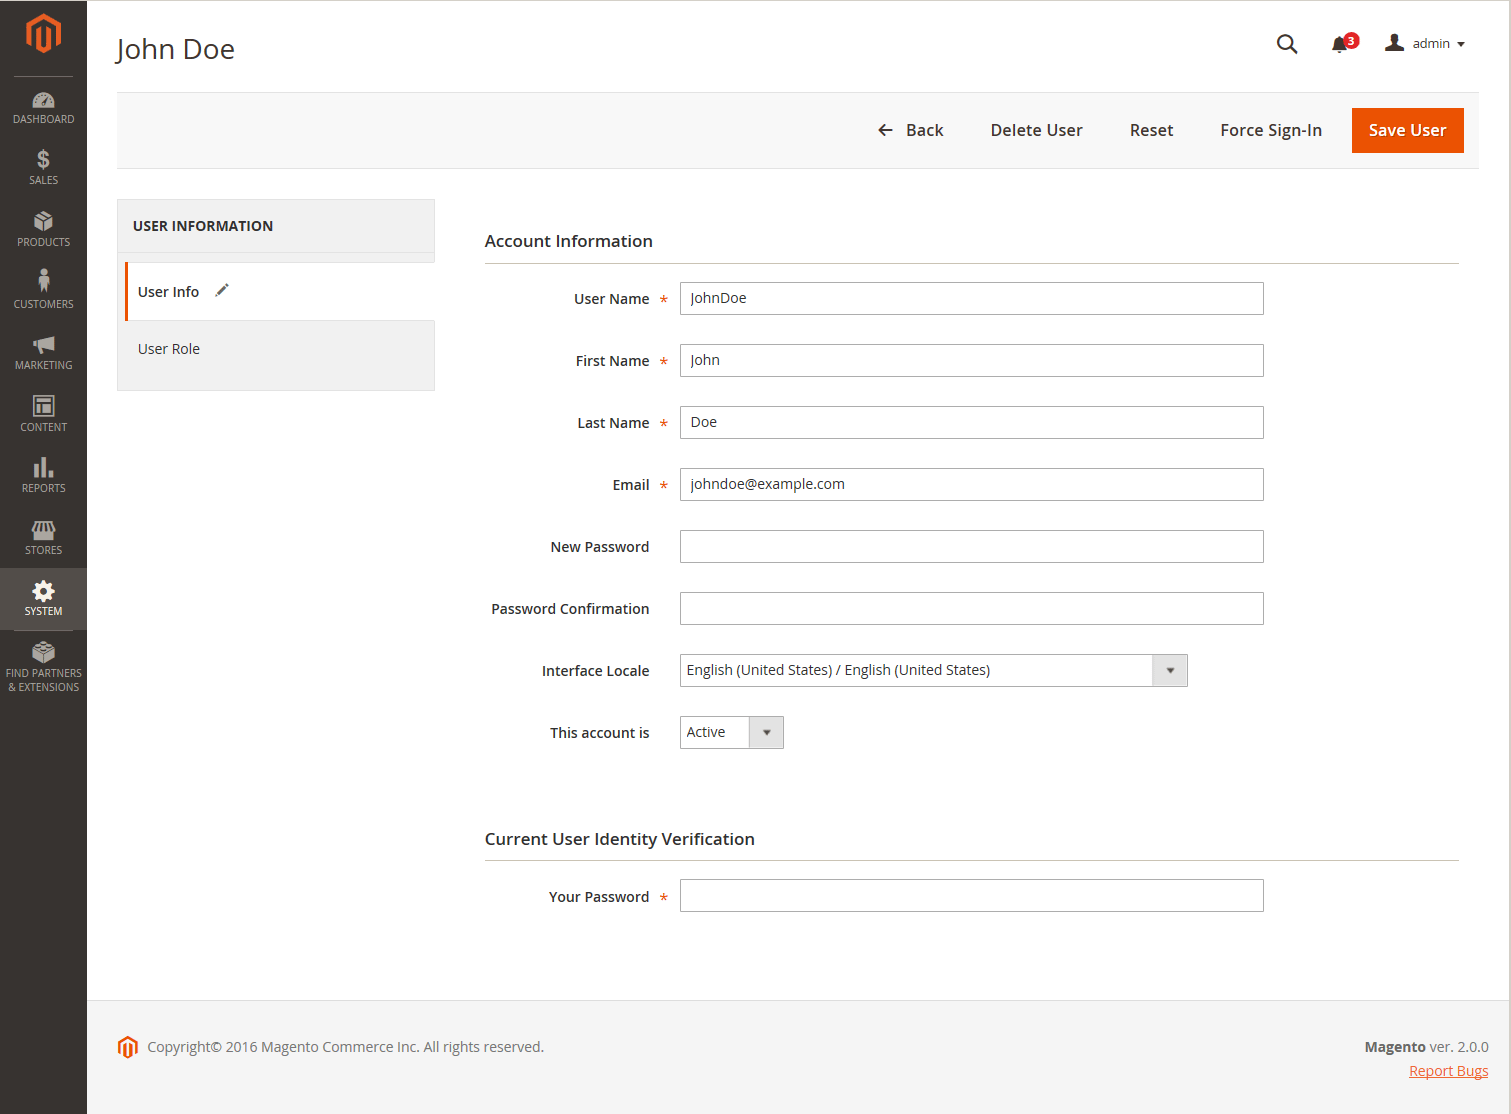 John Doe
3
admin
DASHBOARD
SALES
PRODUCTS
CUSTOMERS
MARKETING
CONTENT
REPORTS
STORES
SYSTEM
FIND PARTNERS
& EXTENSIONS
Back Delete User Reset Force Sign-In Save User
USER INFORMATION
User Info
User Role
Account Information
User Name * JohnDoe
First Name * John
Last Name * Doe
Email * johndoe@example.com
New Password
Password Confirmation
Interface Locale English (United States) / English (United States)
This account is Active
Current User Identity Verification
Your Password *
Copyright© 2016 Magento Commerce Inc. All rights reserved.
Magento ver. 2.0.0
Report Bugs